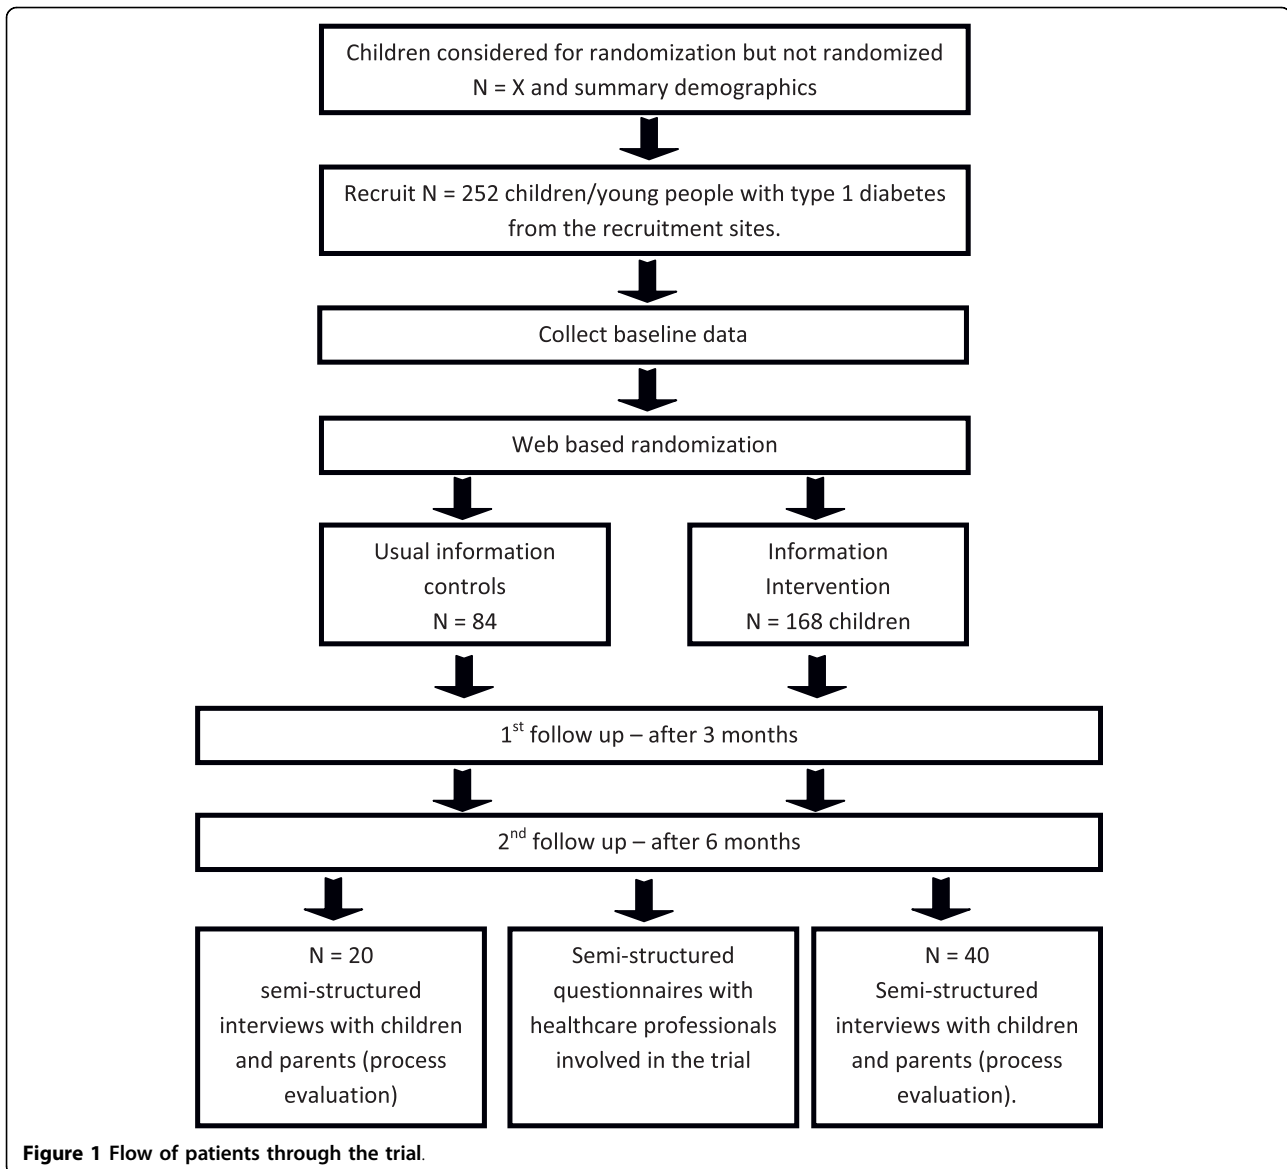 Children considered for randomization but not randomized
N = X and summary demographics
Recruit N = 252 children/young people with type 1 diabetes
from the recruitment sites.
Collect baseline data
Web based randomization
Usual information
controls
N = 84
Information
Intervention
N = 168 children
1st follow up – after 3 months
2nd follow up – after 6 months
N = 20
semi-structured
interviews with children
and parents (process
evaluation)
Semi-structured
questionnaires with
healthcare professionals
involved in the trial
N = 40
Semi-structured
interviews with children
and parents (process
evaluation).
Figure 1 Flow of patients through the trial.